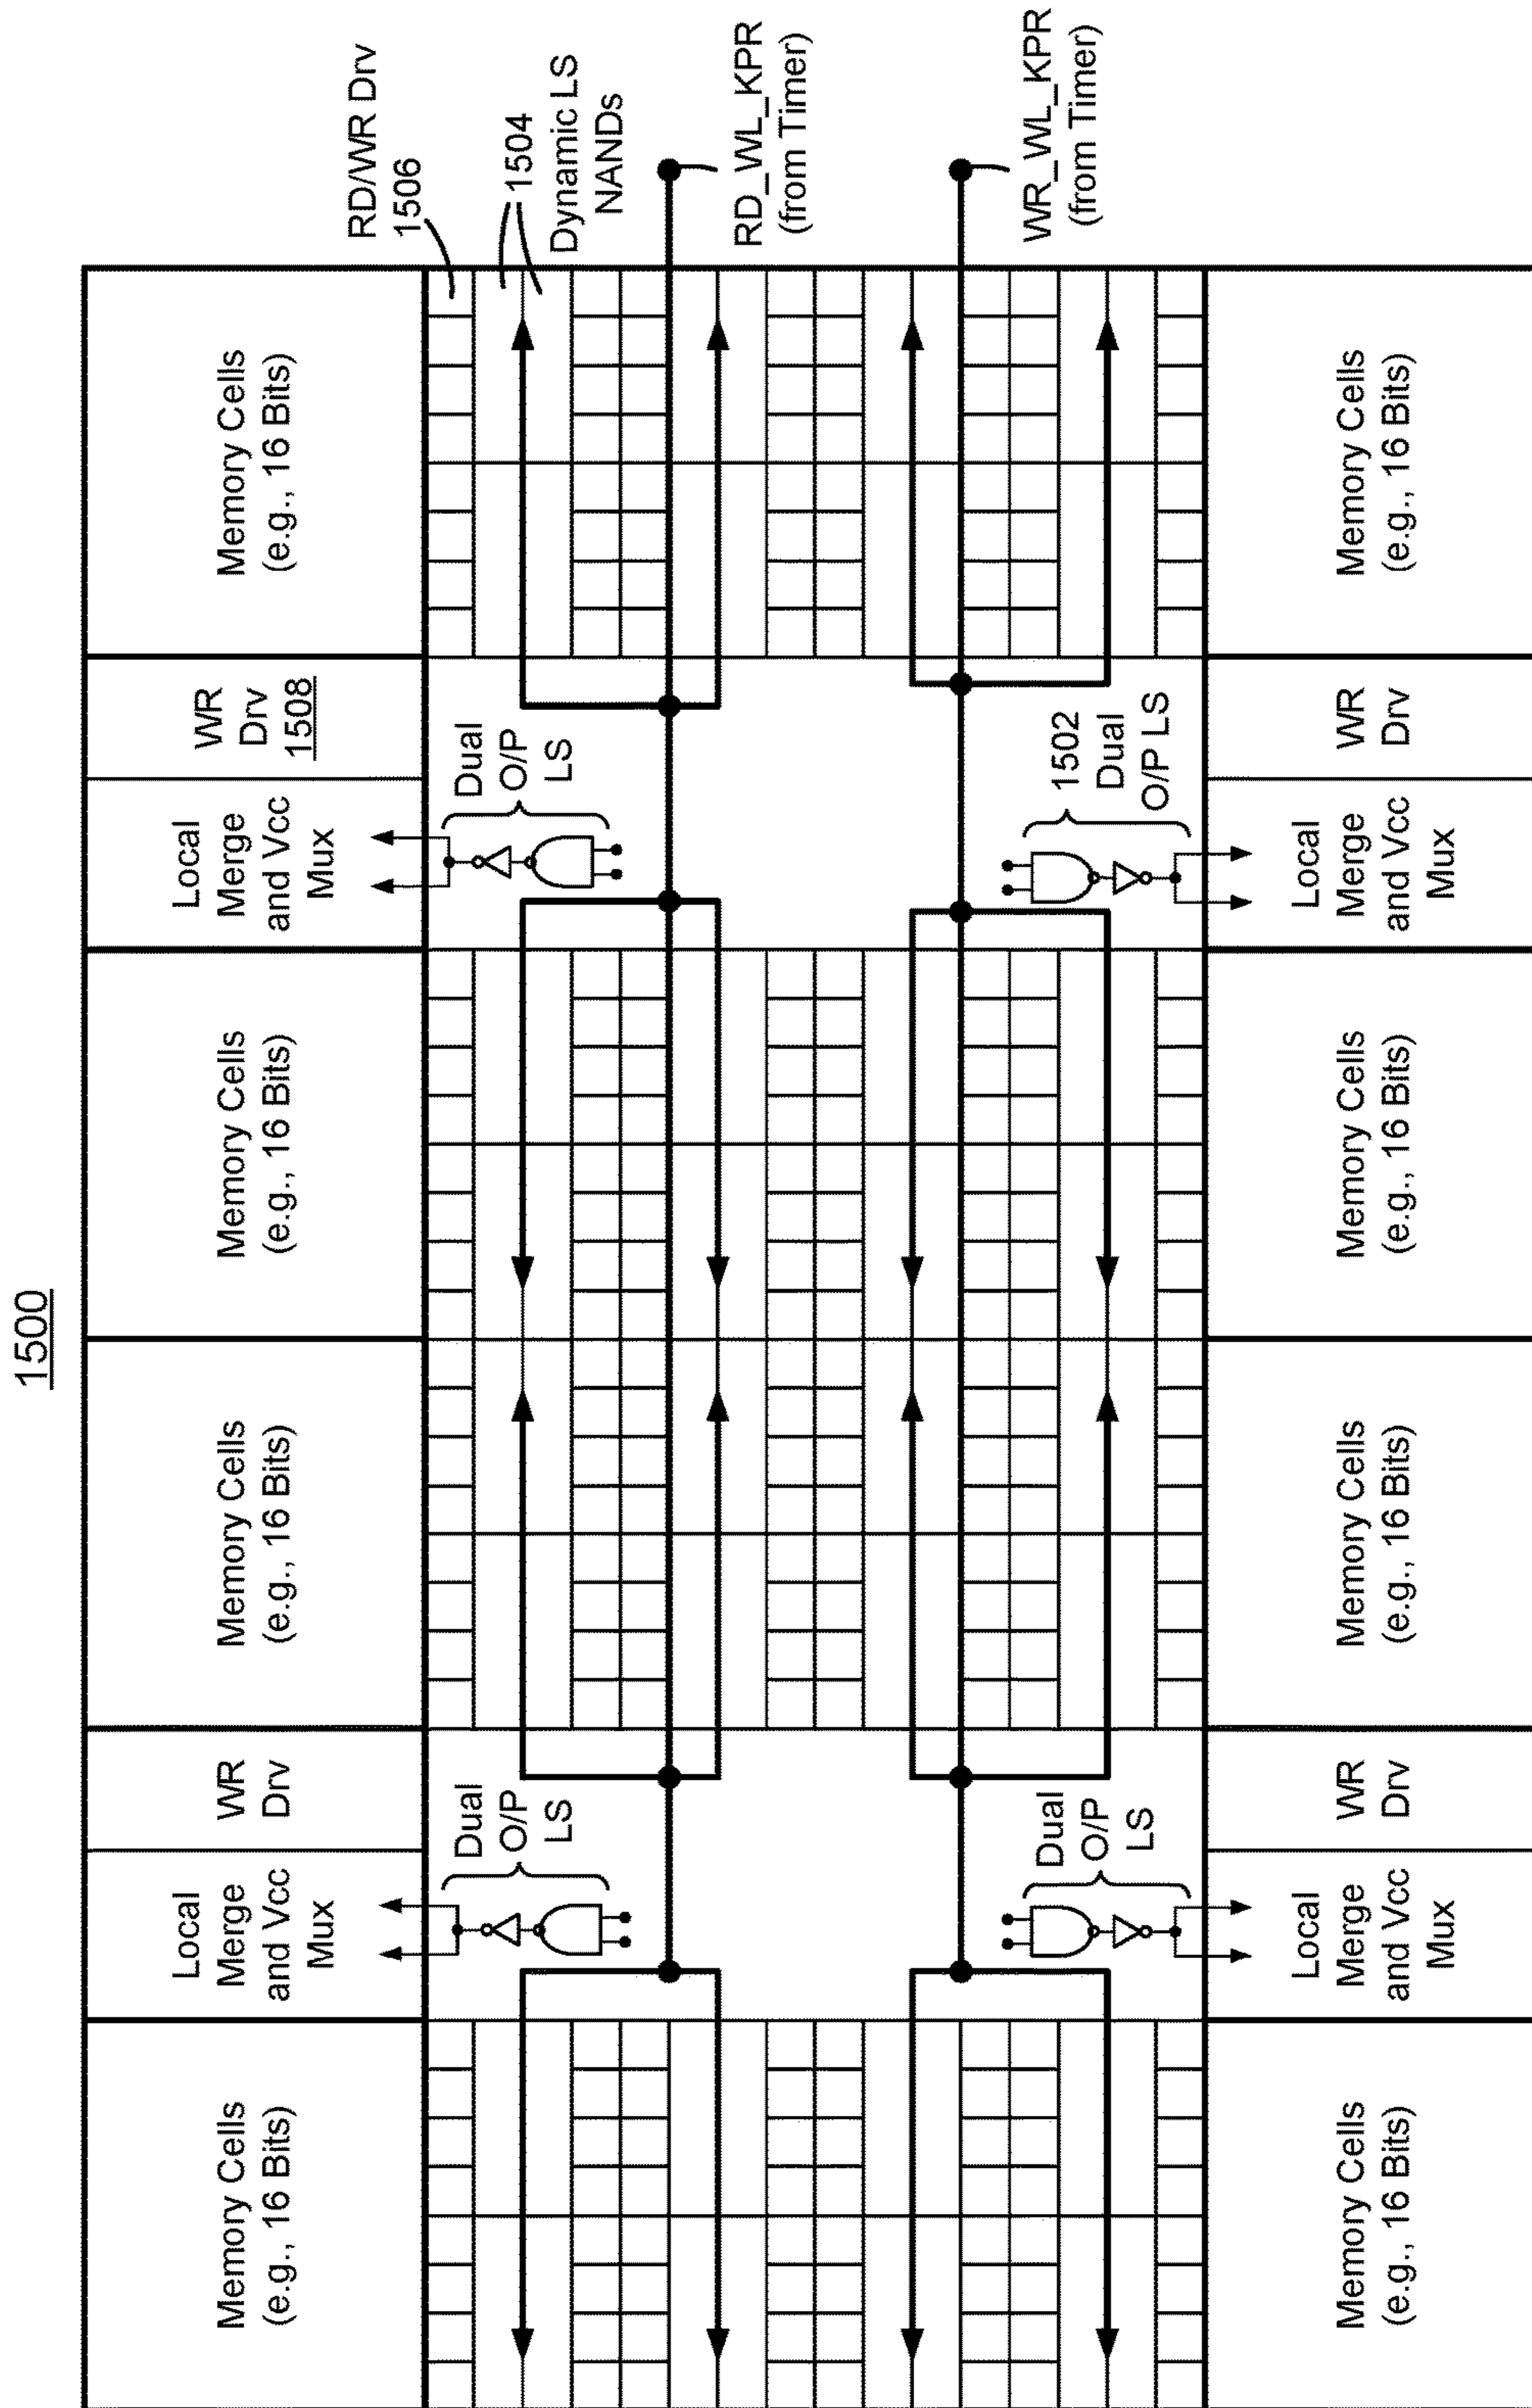 1500
Memory Cells
(e.g., 16 Bits)
Local
Merge
and Vcc
Mux
WR
Drv
Memory Cells
(e.g., 16 Bits)
Memory Cells
(e.g., 16 Bits)
Local
Merge
and Vcc
Mux
WR
Drv
1508
Memory Cells
(e.g., 16 Bits)
RD/WR Drv
1506
1504
Dynamic LS
NANDs
Dual
O/P
LS
Dual
O/P
LS
RD_WL_KPR
(from Timer)
WR_WL_KPR
(from Timer)
Dual
O/P
LS
1502
Dual
O/P LS
Memory Cells
(e.g., 16 Bits)
Local
Merge
and Vcc
Mux
WR
Drv
Memory Cells
(e.g., 16 Bits)
Memory Cells
(e.g., 16 Bits)
Local
Merge
and Vcc
Mux
WR
Drv
Memory Cells
(e.g., 16 Bits)